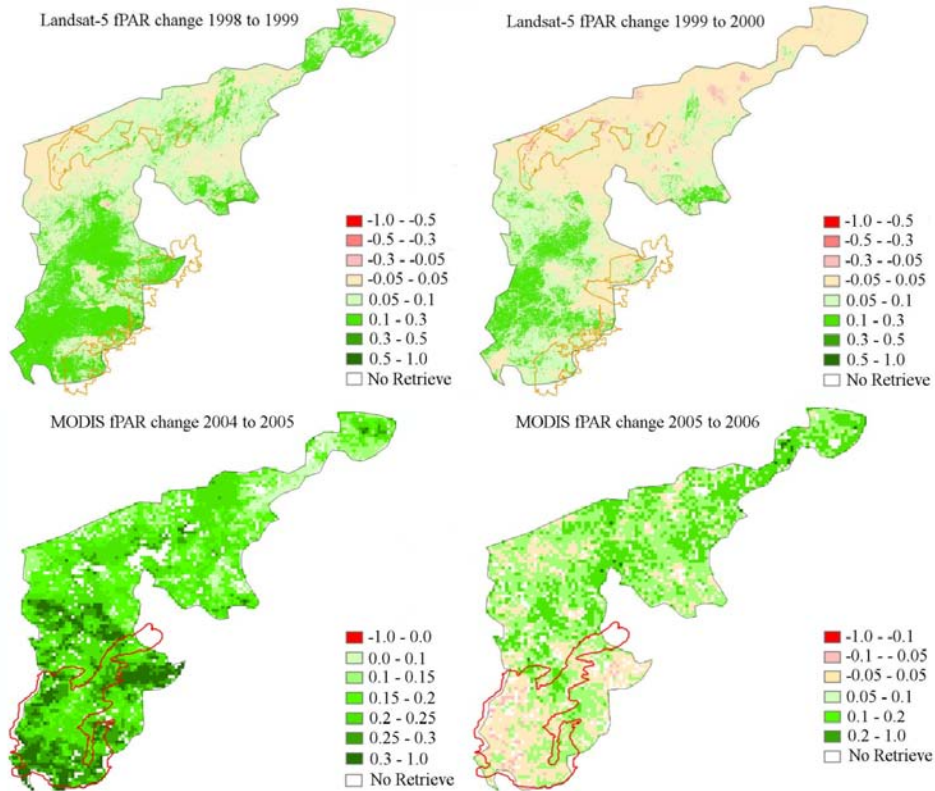 Landsat-5 fPAR change 1998 to 1999
-1.0 - -0.5
-0.5 - -0.3
-0.3 - -0.05
-0.05 - 0.05
0.05 - 0.1
0.1 - 0.3
0.3 - 0.5
0.5 - 1.0
No Retrieve
Landsat-5 fPAR change 1999 to 2000
-1.0 - -0.5
-0.5 - -0.3
-0.3 - -0.05
-0.05 - 0.05
0.05 - 0.1
0.1 - 0.3
0.3 - 0.5
0.5 - 1.0
No Retrieve
MODIS fPAR change 2004 to 2005
-1.0 - 0.0
0.0 - 0.1
0.1 - 0.15
0.15 - 0.2
0.2 - 0.25
0.25 - 0.3
0.3 - 1.0
No Retrieve
MODIS fPAR change 2005 to 2006
-1.0 - -0.1
-0.1 - -0.05
-0.05 - 0.05
0.05 - 0.1
0.1 - 0.2
0.2 - 1.0
No Retrieve